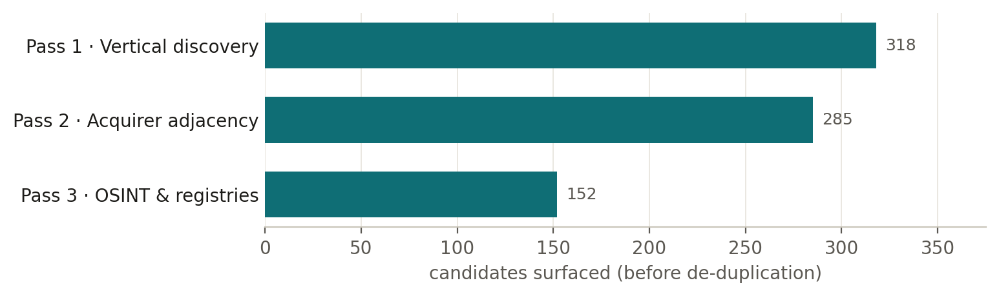 Pass 1 · Vertical discovery
318
Pass 2 · Acquirer adjacency
285
Pass 3 · OSINT & registries
152
0 50 100 150 200 250 300 350
candidates surfaced (before de-duplication)